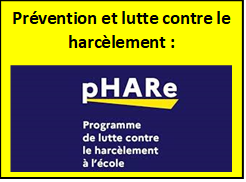 Prévention et lutte contre le
harcèlement :
pHARe
Programme
de lutte contre
le harcèlement
à l'école